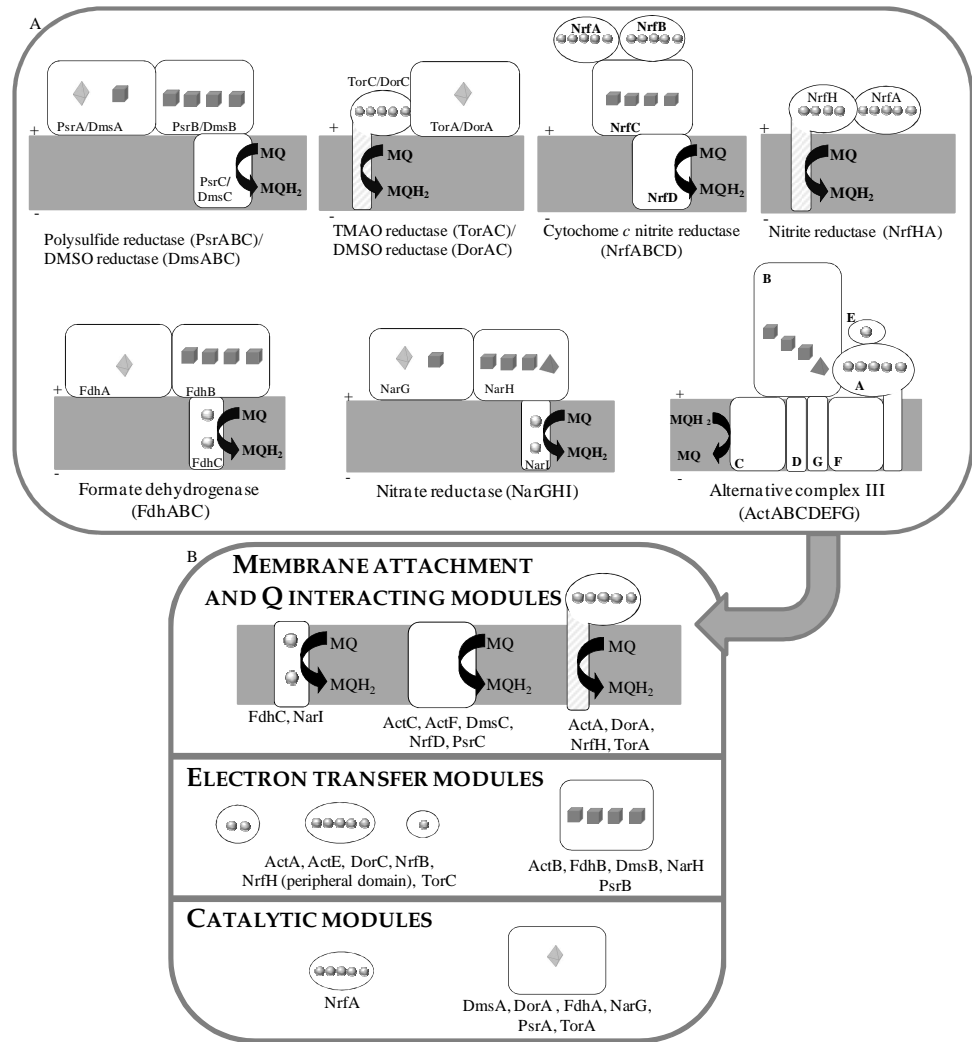 A
PsrA/DmsA
PsrB/DmsB
PsrC/
DmsC
+
-
MQ
MQH2
Polysulfide reductase (PsrABC)/
DMSO reductase (DmsABC)
TorC/DorC
TorA/DorA
+
-
MQ
MQH2
TMAO reductase (TorAC)/
DMSO reductase (DorAC)
NrfA
NrfB
NrfC
NrfD
+
-
MQ
MQH2
Cytochome c nitrite reductase
(NrfABCD)
NrfH
NrfA
+
-
MQ
MQH2
Nitrite reductase (NrfHA)
FdhA
FdhB
FdhC
+
-
MQ
MQH2
Formate dehydrogenase
(FdhABC)
NarG
NarH
NarI
+
-
MQ
MQH2
Nitrate reductase (NarGHI)
B
E
A
+
-
MQH2
MQ
C
D
G
F
Alternative complex III
(ActABCDEFG)
B
MEMBRANE ATTACHMENT
AND Q INTERACTING MODULES
MQ
MQH2
FdhC, NarI
MQ
MQH2
ActC, ActF, DmsC,
NrfD, PsrC
MQ
MQH2
ActA, DorA,
NrfH, TorA
ELECTRON TRANSFER MODULES
ActA, ActE, DorC, NrfB,
NrfH (peripheral domain), TorC
ActB, FdhB, DmsB, NarH
PsrB
CATALYTIC MODULES
NrfA
DmsA, DorA , FdhA, NarG,
PsrA, TorA